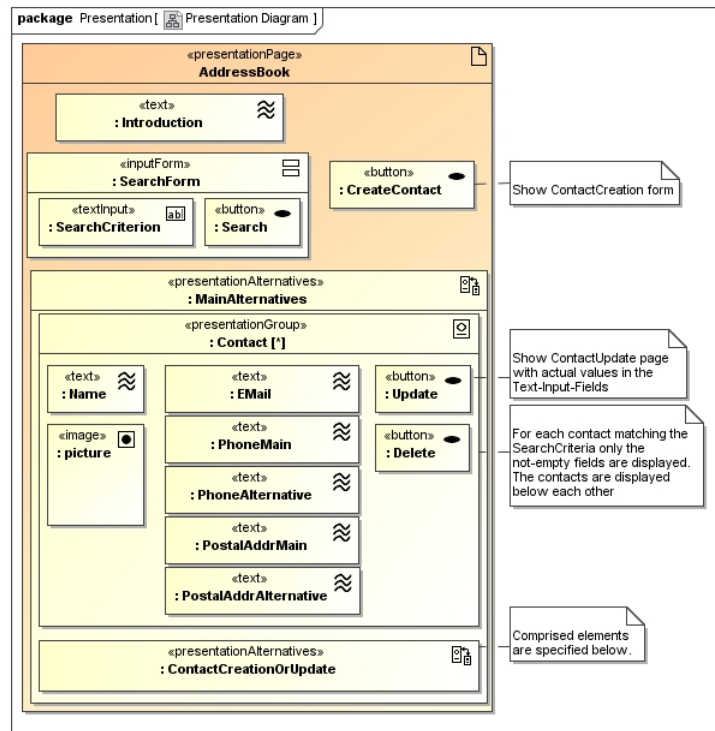 package Presentation [ Presentation Diagram ]
«presentationPage»
AddressBook
«text»
: Introduction
«inputForm»
: SearchForm
«textInput»
: SearchCriterion
ab|
«button»
: Search
«button»
: CreateContact
Show ContactCreation form
«presentationAlternatives»
: MainAlternatives
«presentationGroup»
: Contact [*]
«text»
: Name
«image»
: picture
«text»
: EMail
«text»
: PhoneMain
«text»
: PhoneAlternative
«text»
: PostalAddrMain
«text»
: PostalAddrAlternative
«button»
: Update
«button»
: Delete
Show ContactUpdate page
with actual values in the
Text-Input-Fields
For each contact matching the
SearchCriteria only the
not-empty fields are displayed.
The contacts are displayed
below each other
«presentationAlternatives»
: ContactCreationOrUpdate
Comprised elements
are specified below.